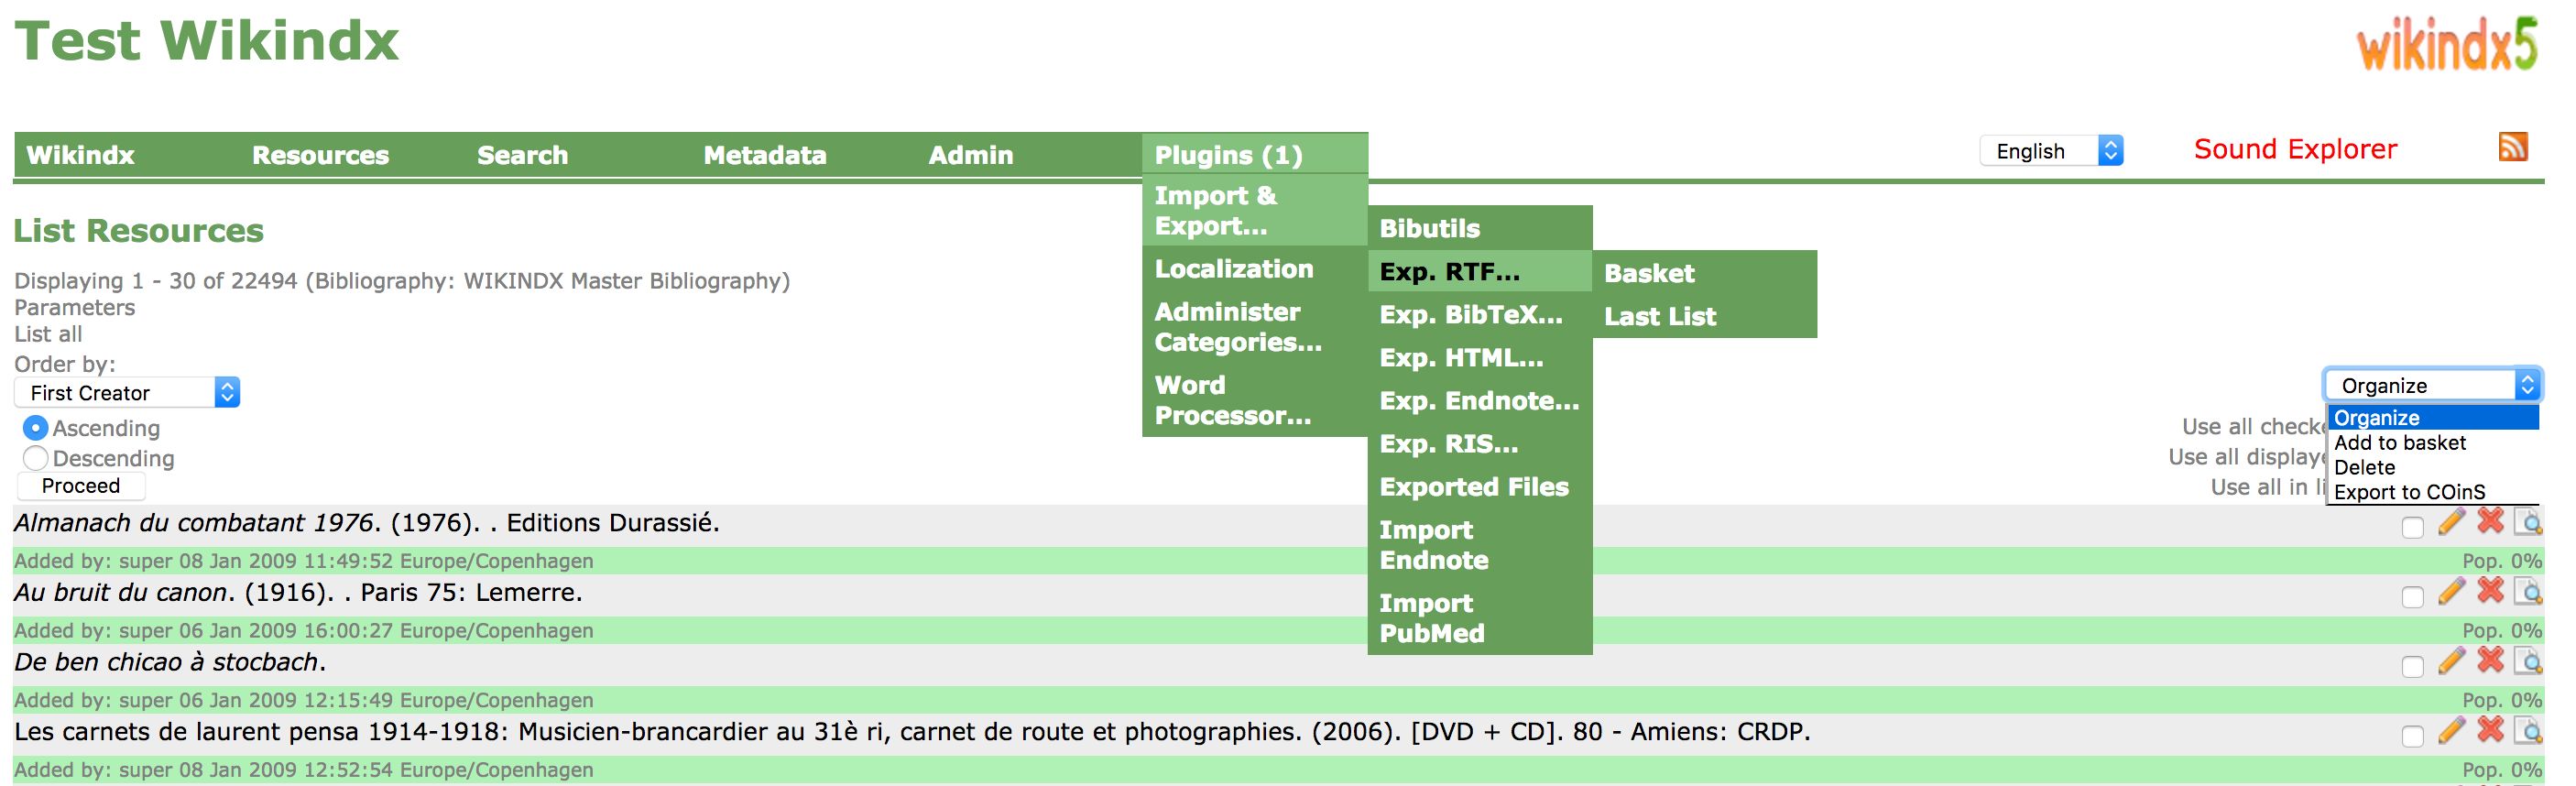 Test Wikindx
wikindx5
Wikindx
Resources
Search
Metadata
Admin
Plugins (1)
English
Sound Explorer
Import &
Export...
Localization
Administer
Categories...
Word
Processor...
Bibutils
Exp. RTF...
Exp. BibTeX...
Exp. HTML...
Exp. Endnote...
Exp. RIS...
Exported Files
Import
Endnote
Import
PubMed
Basket
Last List
List Resources
Displaying 1 - 30 of 22494 (Bibliography: WIKINDX Master Bibliography)
Parameters
List all
Order by:
First Creator
Ascending
Descending
Proceed
Organize
Organize
Add to basket
Delete
Export to COinS
Use all
Use all
Use all in
Almanach du combatant 1976. (1976). . Editions Durassié.
Added by: super 08 Jan 2009 11:49:52 Europe/Copenhagen
Pop. 0%
Au bruit du canon. (1916). . Paris 75: Lemerre.
Added by: super 06 Jan 2009 16:00:27 Europe/Copenhagen
Pop. 0%
De ben chicao à stocbach.
Added by: super 06 Jan 2009 12:15:49 Europe/Copenhagen
Pop. 0%
Les carnets de laurent pensa 1914-1918: Musicien-brancardier au 31è ri, carnet de route et photographies. (2006). [DVD + CD]. 80 - Amiens: CRDP.
Added by: super 08 Jan 2009 12:52:54 Europe/Copenhagen
Pop. 0%